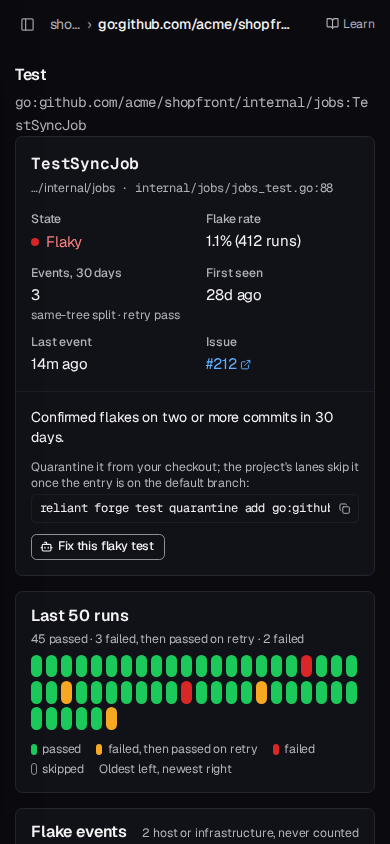 sho... › go:github.com/acme/shopfr... Learn
Test
go:github.com/acme/shopfront/internal/jobs:Te
stSyncJob
TestSyncJob
…/internal/jobs · internal/jobs/jobs_test.go:88
State Flake rate
Flaky 1.1% (412 runs)
Events, 30 days First seen
3 28d ago
same-tree split · retry pass
Last event Issue
14m ago #212
Confirmed flakes on two or more commits in 30
days.
Quarantine it from your checkout; the project's lanes skip it
once the entry is on the default branch:
reliant forge test quarantine add go:github
Fix this flaky test
Last 50 runs
45 passed · 3 failed, then passed on retry · 2 failed
passed failed, then passed on retry failed
skipped Oldest left, newest right
Flake events 2 host or infrastructure, never counted